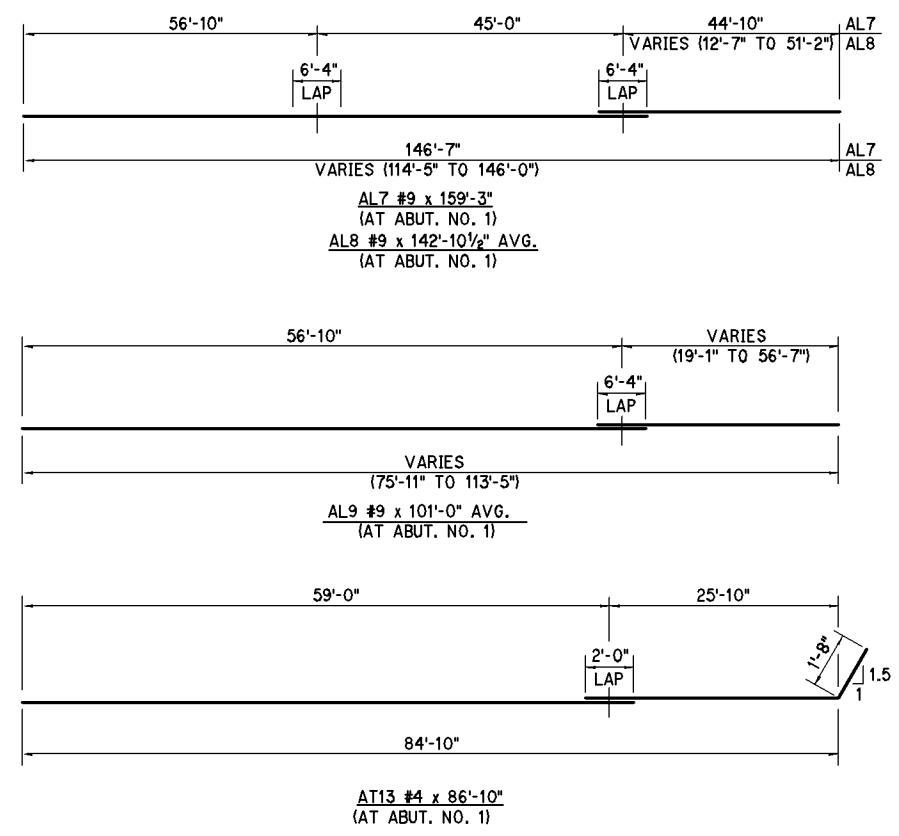 56'-10" 45'-0" 44'-10" AL7
VARIES (12'-7" TO 51'-2") AL8
6'-4" 6'-4"
LAP LAP
146'-7" AL7
VARIES (114'-5" TO 146'-0") AL8
AL7 #9 x 159'-3"
(AT ABUT. NO. 1)
AL8 #9 x 142'-10½" AVG.
(AT ABUT. NO. 1)
56'-10" VARIES
(19'-1" TO 56'-7")
6'-4"
LAP
VARIES
(75'-11" TO 113'-5")
AL9 #9 x 101'-0" AVG.
(AT ABUT. NO. 1)
59'-0" 25'-10"
2'-0" 1'-8"
LAP 1.5
1
84'-10"
AT13 #4 x 86'-10"
(AT ABUT. NO. 1)